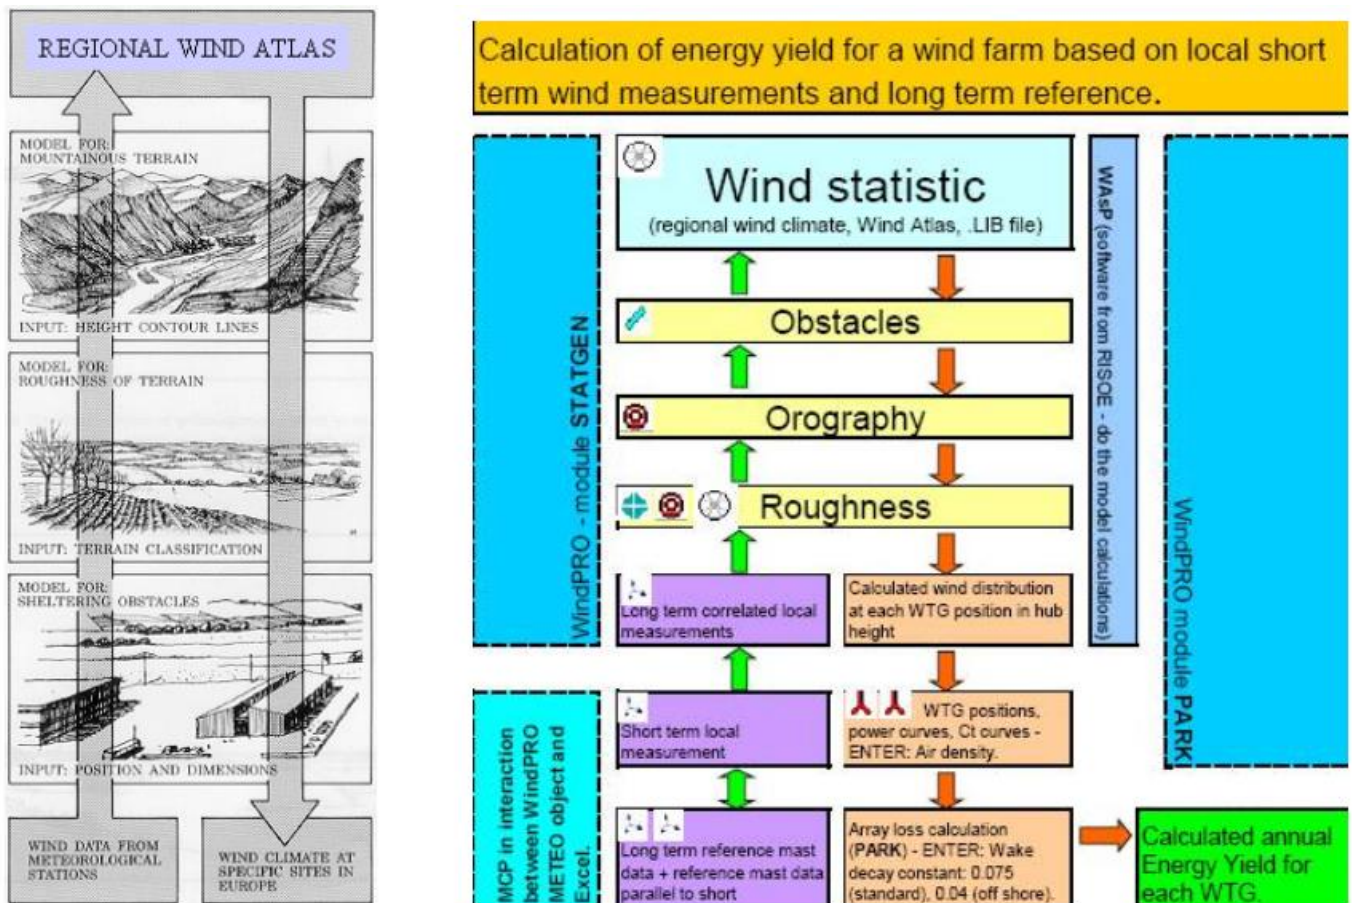 REGIONAL WIND ATLAS
MODEL FOR:
MOUNTAINOUS TERRAIN
INPUT: HEIGHT CONTOUR LINES
MODEL FOR:
ROUGHNESS OF TERRAIN
INPUT: TERRAIN CLASSIFICATION
MODEL FOR:
SHELTERING OBSTACLES
INPUT: POSITION AND DIMENSIONS
WIND DATA FROM
METEOROLOGICAL
STATIONS
WIND CLIMATE AT
SPECIFIC SITES IN
EUROPE
Calculation of energy yield for a wind farm based on local short
term wind measurements and long term reference.
WindPRO - module STATGEN
Wind statistic
(regional wind climate, Wind Atlas, .LIB file)
Obstacles
Orography
Roughness
Long term correlated local
measurements
Calculated wind distribution
at each WTG position in hub
height
WAsP (software from RISOE - do the model calculations)
WindPRO module PARK
MCP in interaction
between WindPRO
METEO object and
Excel.
Short term local
measurement
WTG positions,
power curves, Ct curves -
ENTER: Air density.
Long term reference mast
data + reference mast data
parallel to short
Array loss calculation
(PARK) - ENTER: Wake
decay constant: 0.075
(standard), 0.04 (off shore).
Calculated annual
Energy Yield for
each WTG.